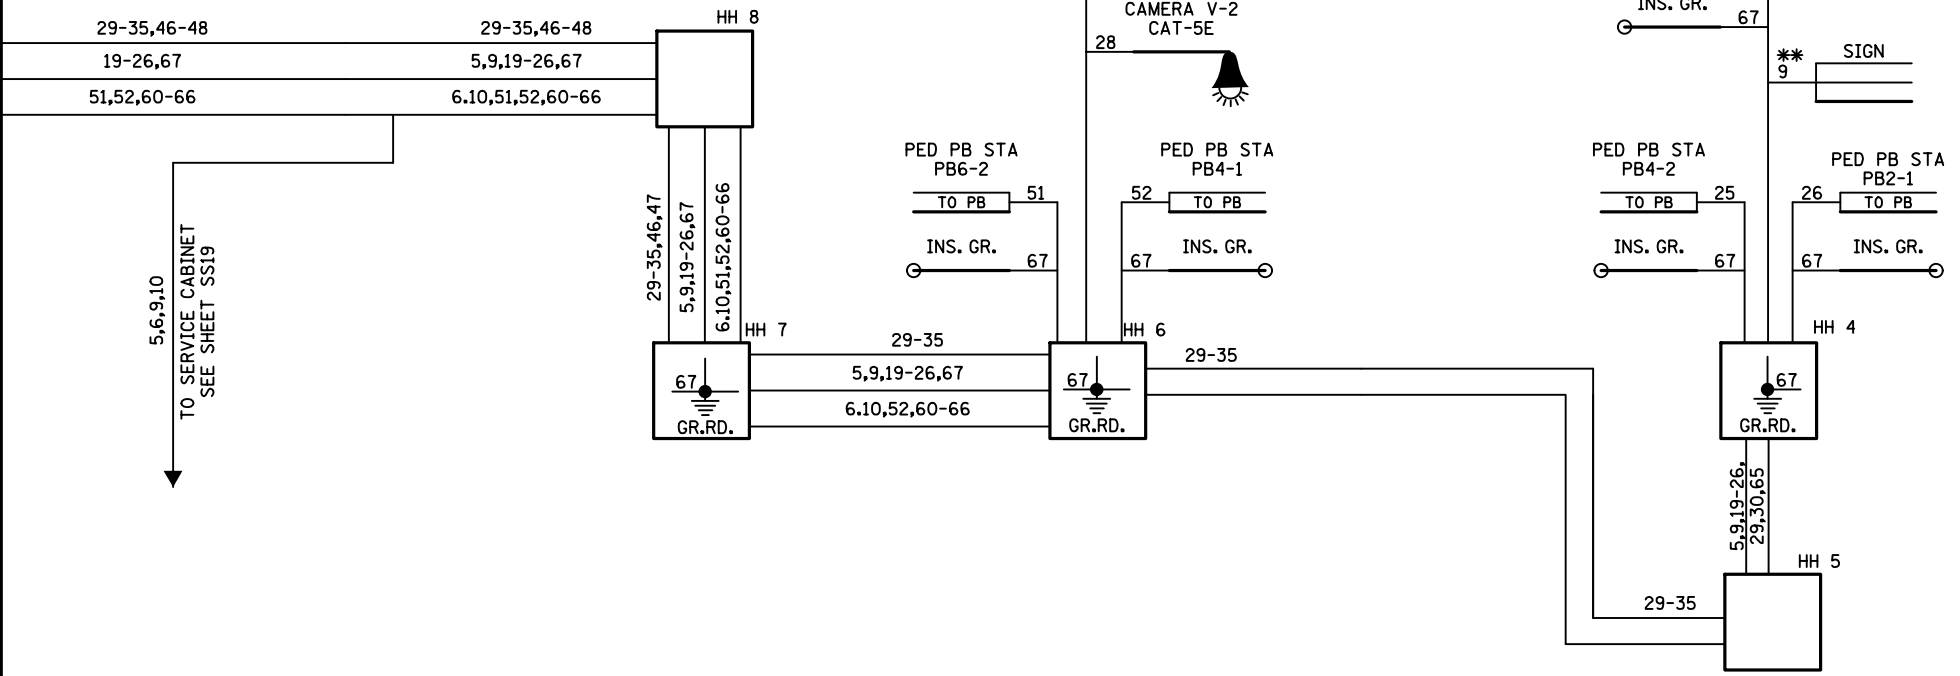 29-35,46-48
29-35,46-48
HH 8
19-26,67
5,9,19-26,67
51,52,60-66
6.10,51,52,60-66
CAMERA V-2
CAT-5E
28
INS. GR.
67
**
9
SIGN
PED PB STA
PB6-2
TO PB
51
PED PB STA
PB4-1
52
TO PB
PED PB STA
PB4-2
TO PB
25
PED PB STA
PB2-1
26
TO PB
INS. GR.
67
INS. GR.
67
INS. GR.
67
INS. GR.
67
5,6,9,10
TO SERVICE CABINET
SEE SHEET SS19
29-35,46,47
5,9,19-26,67
6.10,51,52,60-66
HH 7
67
GR.RD.
29-35
5,9,19-26,67
6.10,52,60-66
HH 6
67
GR.RD.
29-35
HH 4
67
GR.RD.
5,9,19-26,
29,30,65
HH 5
29-35